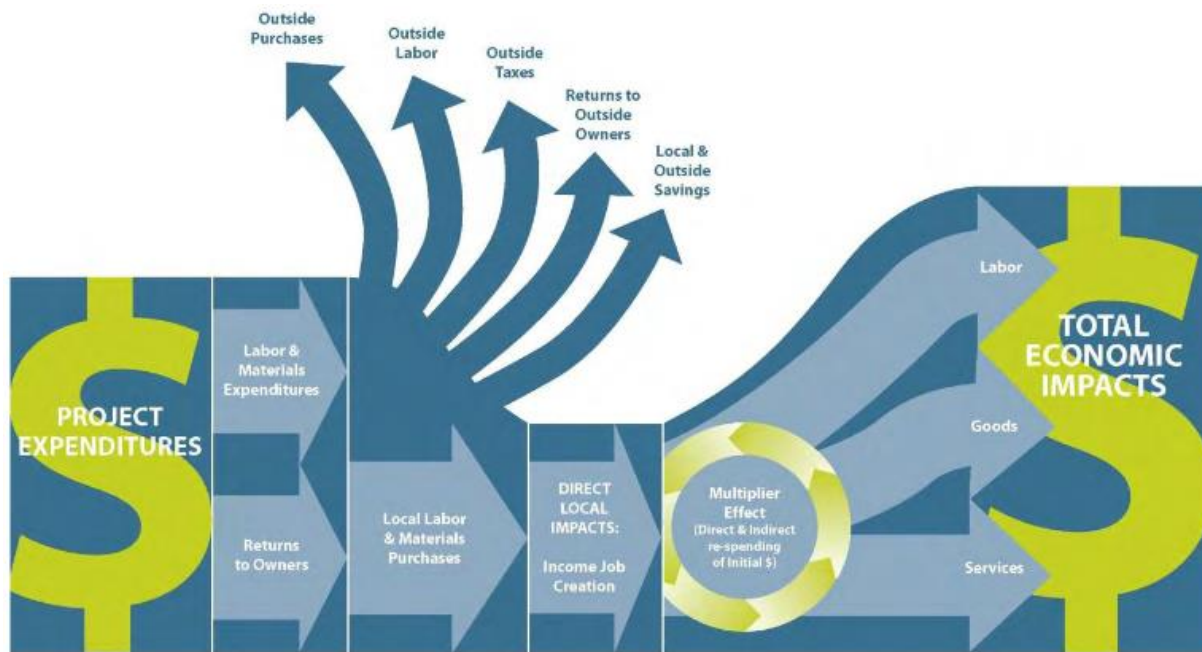 Outside
Purchases
Outside
Labor
Outside
Taxes
Returns to
Outside
Owners
Local &
Outside
Savings
PROJECT
EXPENDITURES
Labor &
Materials
Expenditures
Returns
to Owners
Local Labor
& Materials
Purchases
DIRECT
LOCAL
IMPACTS:
Income Job
Creation
Multiplier
Effect
(Direct & Indirect
re-spending
of Initial $)
Labor
Goods
Services
TOTAL
ECONOMIC
IMPACTS